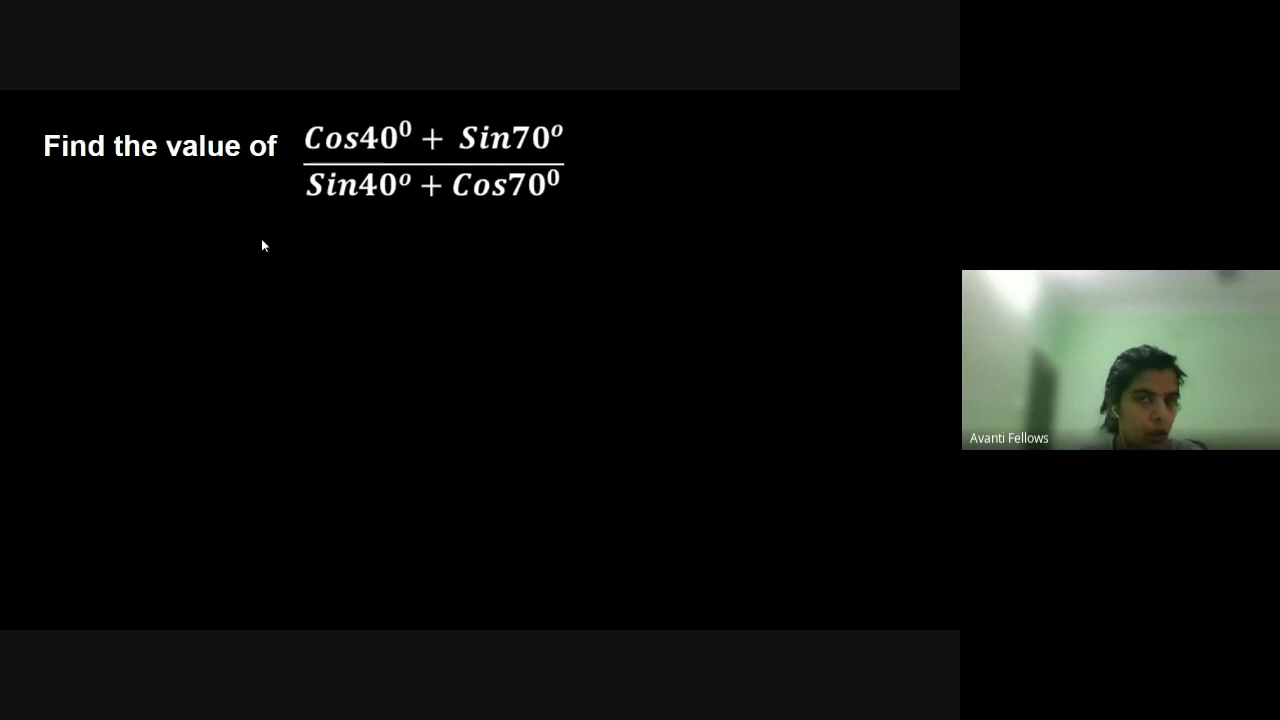 Find the value of
Cos40⁰ + Sin70ᵒ
Sin40ᵒ + Cos70⁰
Avanti Fellows